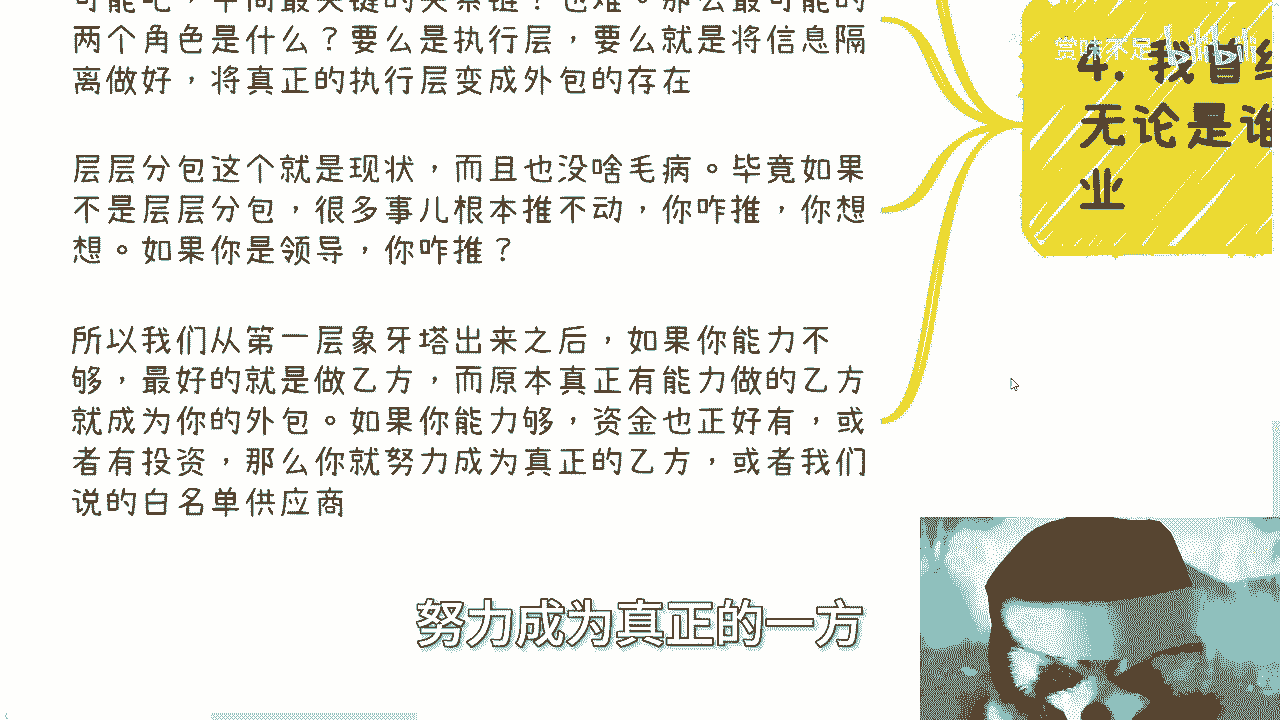 可能吧，中间最关键的关系链？也难。那么最可能的
两个角色是什么？要么是执行层，要么就是将信息隔
离做好，将真正的执行层变成外包的存在
层层分包这个就是现状，而且也没啥毛病。毕竟如果
不是层层分包，很多事儿根本推不动，你咋推，你想
想。如果你是领导，你咋推？
所以我们从第一层象牙塔出来之后，如果你能力不
够，最好的就是做乙方，而原本真正有能力做的乙方
就成为你的外包。如果你能力够，资金也正好有，或
者有投资，那么你就努力成为真正的乙方，或者我们
说的白名单供应商
赏味不足 bilibili
4. 我曾经
无论是谁
业
努力成为真正的一方